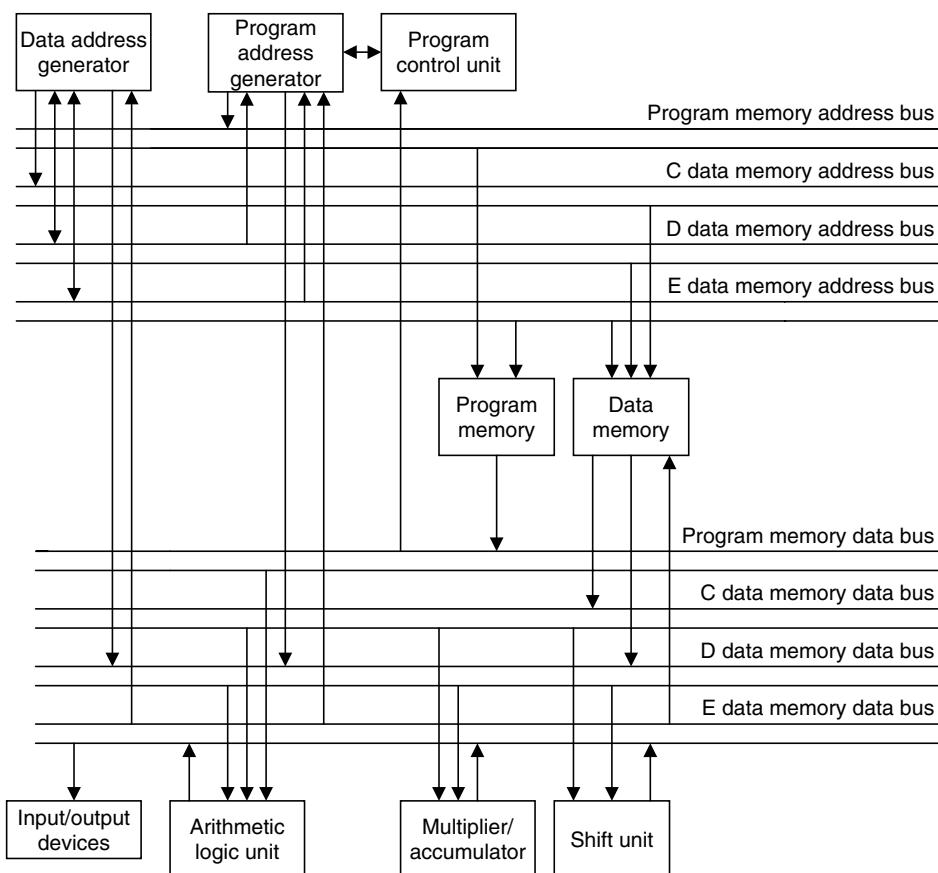 Data address
generator
Program
address
generator
Program
control unit
Program memory address bus
C data memory address bus
D data memory address bus
E data memory address bus
Program
memory
Data
memory
Program memory data bus
C data memory data bus
D data memory data bus
E data memory data bus
Input/output
devices
Arithmetic
logic unit
Multiplier/
accumulator
Shift unit